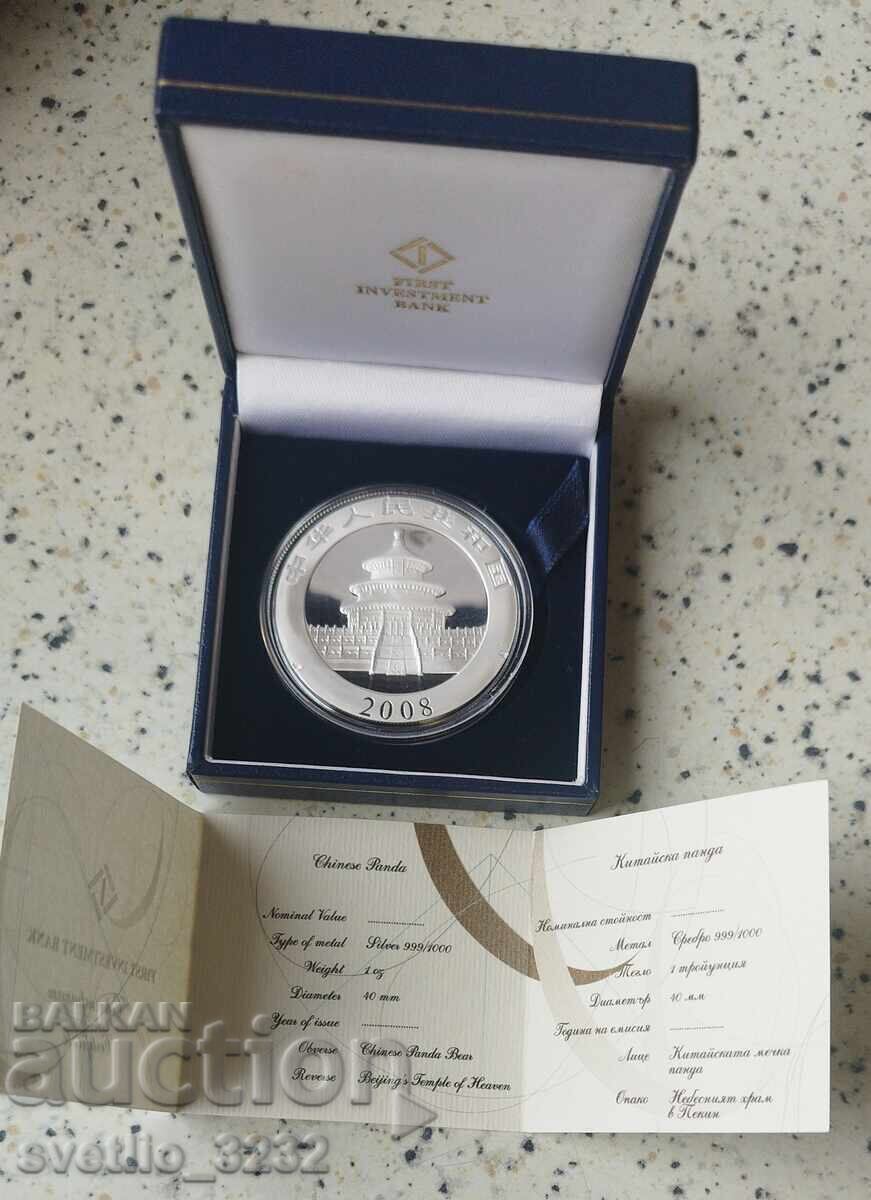 FIRST
INVESTMENT
BANK
中华人民共和国
2008
FIRST INVESTMENT BANK
Chinese Panda
Nominal Value ....................
Type of metal Silver 999/1000
Weight 1 oz
Diameter 40 mm
Year of issue ....................
Obverse Chinese Panda Bear
Reverse Beijing's Temple of Heaven
Китайска панда
Номинална стойност ....................
Метал Сребро 999/1000
Тегло 1 тройунция
Диаметър 40 мм
Година на емисия ....................
Лице Китайската мечка
панда
Опако Небесният храм
в Пекин
BALKAN
auction
svetlio_3232